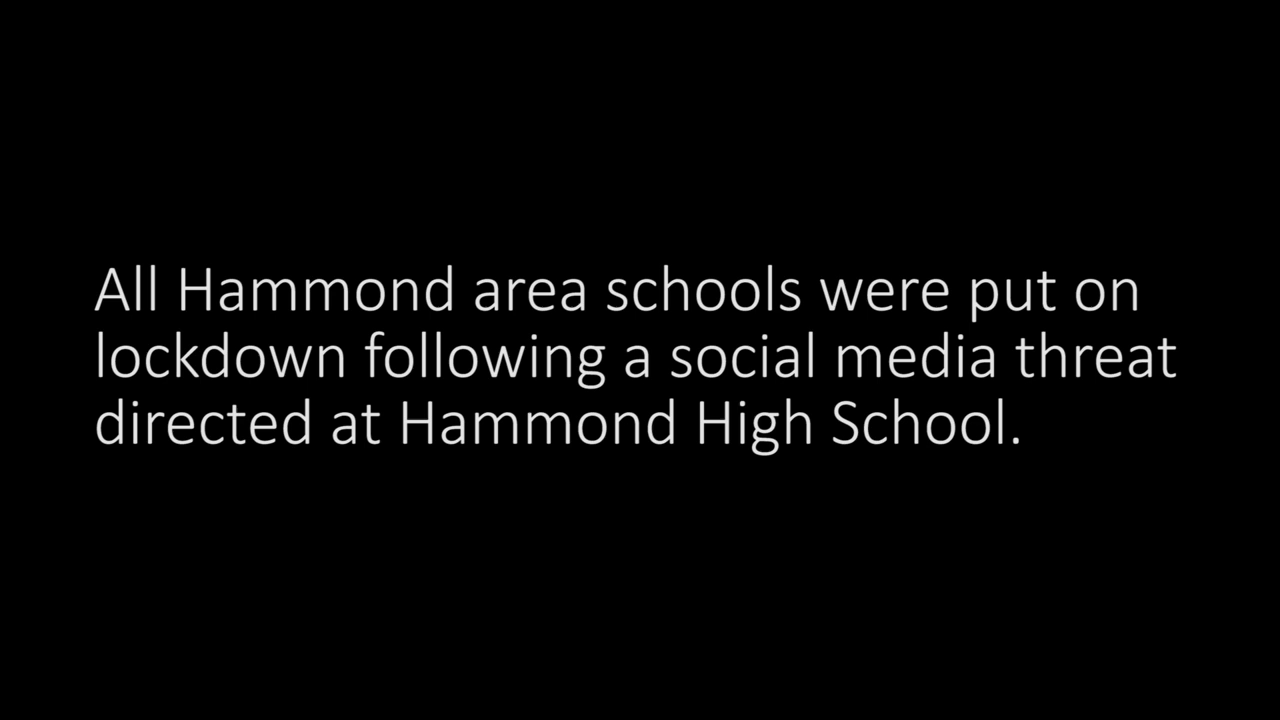 All Hammond area schools were put on
lockdown following a social media threat
directed at Hammond High School.